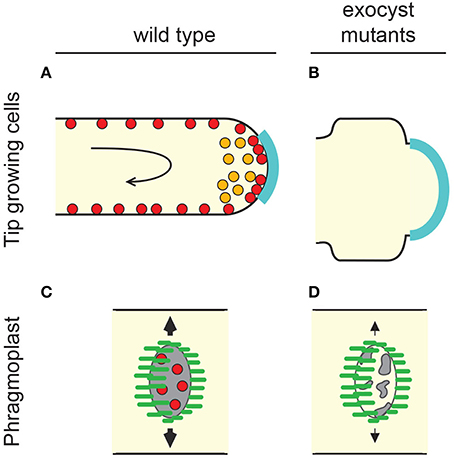 wild type
exocyst
mutants
A
B
Tip growing cells
C
D
Phragmoplast